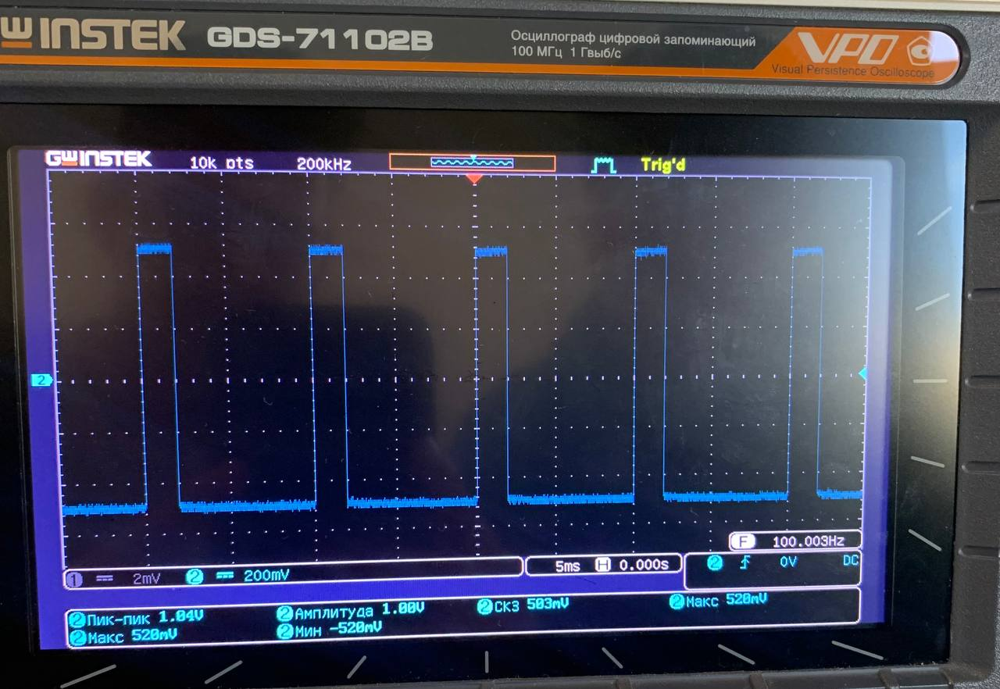 GWINSTEK GDS-71102B Осциллограф цифровой запоминающий VPO
100 МГц 1 Гвыб/с
Visual Persistence Oscilloscope
GWINSTEK 10k pts 200kHz Trig'd
2
F 100.003Hz
1 2mV 2 200mV 5ms H 0.000s 2 0V DC
2 Пик-пик 1.04V 2 Амплитуда 1.00V 2 СКЗ 503mV 2 Макс 520mV
2 Макс 520mV 2 Мин -520mV